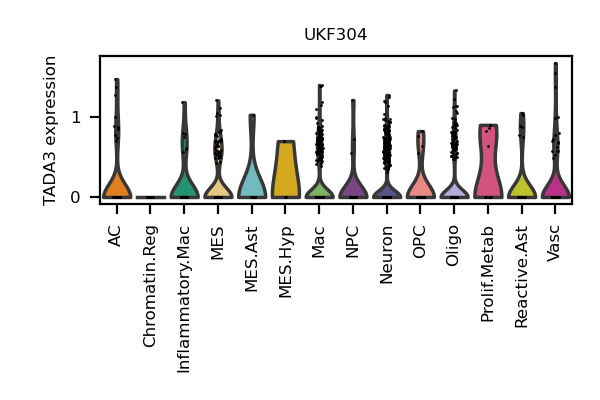 UKF304
TADA3 expression
1
0
AC
Chromatin.Reg
Inflammatory.Mac
MES
MES.Ast
MES.Hyp
Mac
NPC
Neuron
OPC
Oligo
Prolif.Metab
Reactive.Ast
Vasc